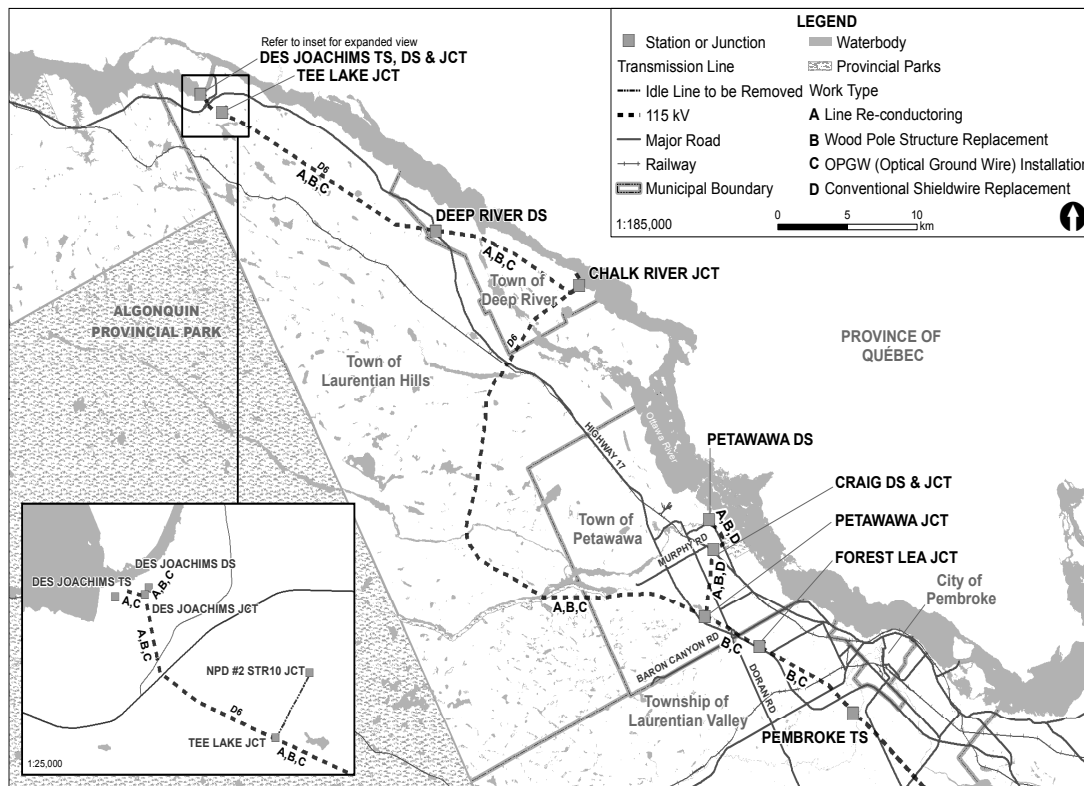 Refer to inset for expanded view
DES JOACHIMS TS, DS & JCT
TEE LAKE JCT
D6
A,B,C
DEEP RIVER DS
A,B,C
CHALK RIVER JCT
Town of
Deep River
D6
ALGONQUIN
PROVINCIAL PARK
Town of
Laurentian Hills
PROVINCE OF
QUÉBEC
Ottawa River
HIGHWAY 17
PETAWAWA DS
CRAIG DS & JCT
PETAWAWA JCT
FOREST LEA JCT
A,B,D
Town of
Petawawa
MURPHY RD
A,B,D
City of
Pembroke
A,B,C
B,C
BARON CANYON RD
B,C
DORAN RD
Township of
Laurentian Valley
PEMBROKE TS
LEGEND
Station or Junction
Transmission Line
Idle Line to be Removed
115 kV
Major Road
Railway
Municipal Boundary
Waterbody
Provincial Parks
Work Type
A Line Re-conductoring
B Wood Pole Structure Replacement
C OPGW (Optical Ground Wire) Installation
D Conventional Shieldwire Replacement
1:185,000
0 5 10
km
DES JOACHIMS DS
DES JOACHIMS TS
A,C
A,B,C
DES JOACHIMS JCT
A,B,C
NPD #2 STR10 JCT
D6
TEE LAKE JCT
A,B,C
1:25,000